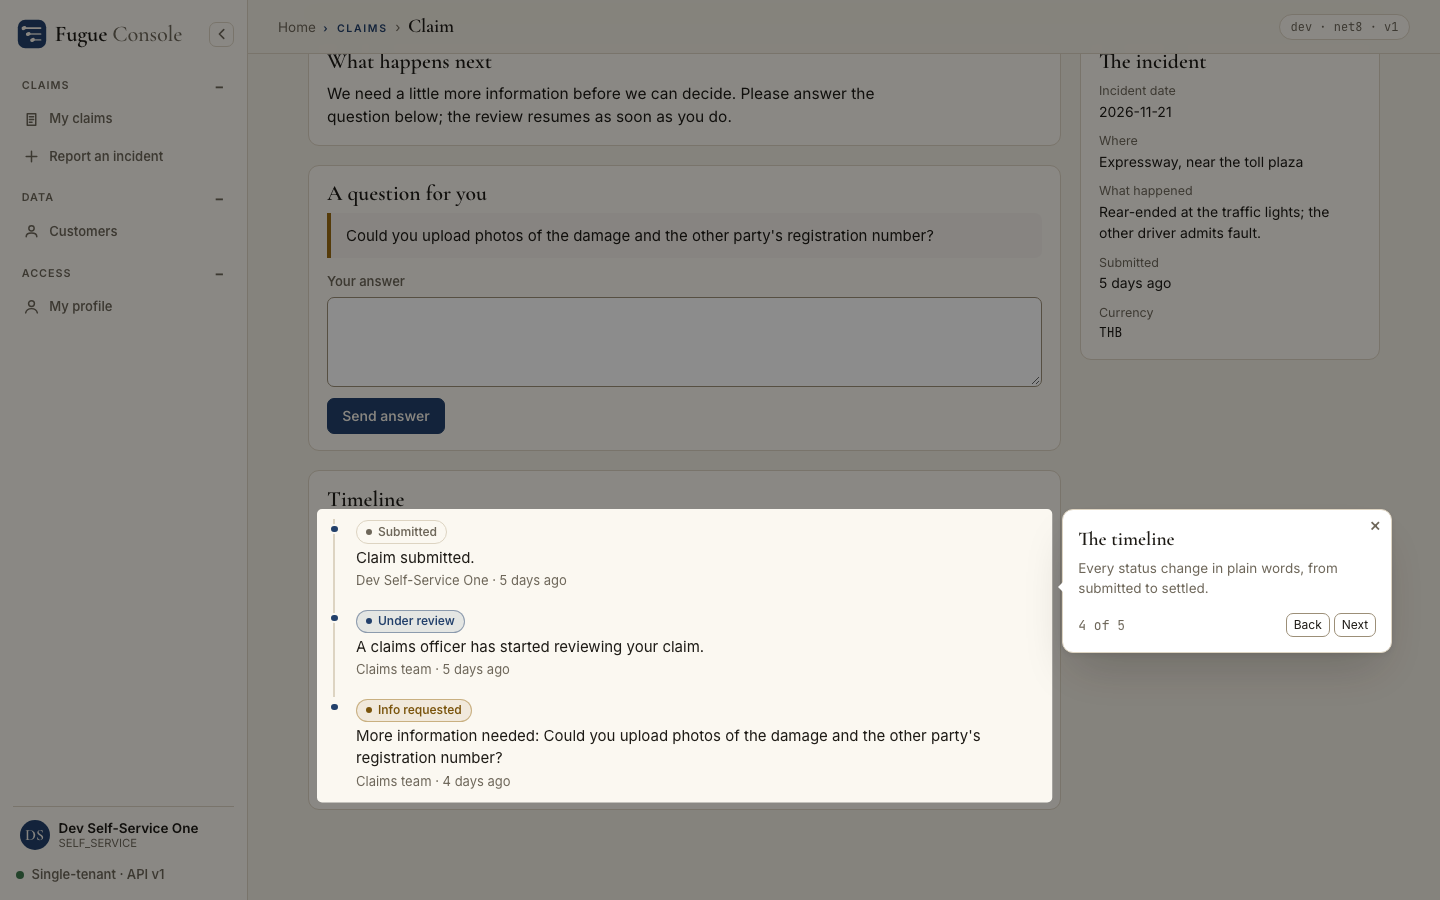 Fugue Console
CLAIMS
My claims
Report an incident
DATA
Customers
ACCESS
My profile
DS
Dev Self-Service One
SELF_SERVICE
Single-tenant · API v1
Home › CLAIMS › Claim
dev · net8 · v1
What happens next
We need a little more information before we can decide. Please answer the
question below; the review resumes as soon as you do.
A question for you
Could you upload photos of the damage and the other party's registration number?
Your answer
Send answer
Timeline
Submitted
Claim submitted.
Dev Self-Service One · 5 days ago
Under review
A claims officer has started reviewing your claim.
Claims team · 5 days ago
Info requested
More information needed: Could you upload photos of the damage and the other party's
registration number?
Claims team · 4 days ago
The incident
Incident date
2026-11-21
Where
Expressway, near the toll plaza
What happened
Rear-ended at the traffic lights; the
other driver admits fault.
Submitted
5 days ago
Currency
THB
The timeline
Every status change in plain words, from
submitted to settled.
4 of 5
Back
Next